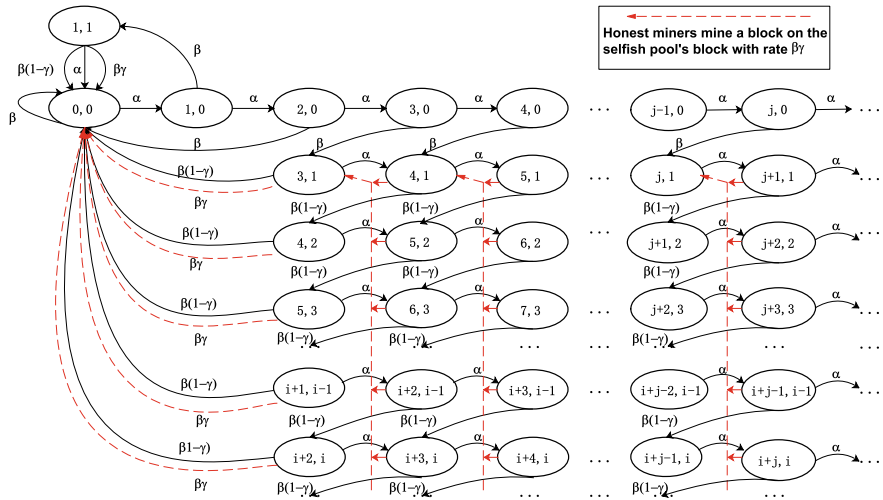 1, 1
Honest miners mine a block on the
selfish pool's block with rate βγ
β
β(1−γ) α βγ
0, 0 α 1, 0 α 2, 0 α 3, 0 α 4, 0 ... j-1, 0 α j, 0 α ...
β
β β β β
β(1−γ) 3, 1 α 4, 1 α 5, 1 ... j, 1 α j+1, 1 α ...
βγ
β(1−γ) β(1−γ) β(1−γ)
β(1−γ) 4, 2 α 5, 2 α 6, 2 ... j+1, 2 α j+2, 2 α ...
βγ
β(1−γ) β(1−γ) β(1−γ)
β(1−γ) 5, 3 α 6, 3 α 7, 3 ... j+2, 3 α j+3, 3 α ...
βγ
β(1−γ) β(1−γ) β(1−γ)
... ... ... ... ...
β(1−γ) i+1, i-1 α i+2, i-1 α i+3, i-1 ... i+j-2, i-1 α i+j-1, i-1 α ...
βγ
β(1−γ) β(1−γ) β(1−γ)
β1−γ) i+2, i α i+3, i α i+4, i ... i+j-1, i α i+j, i α ...
βγ
β(1−γ) β(1−γ) β(1−γ)
... ... ... ... ...